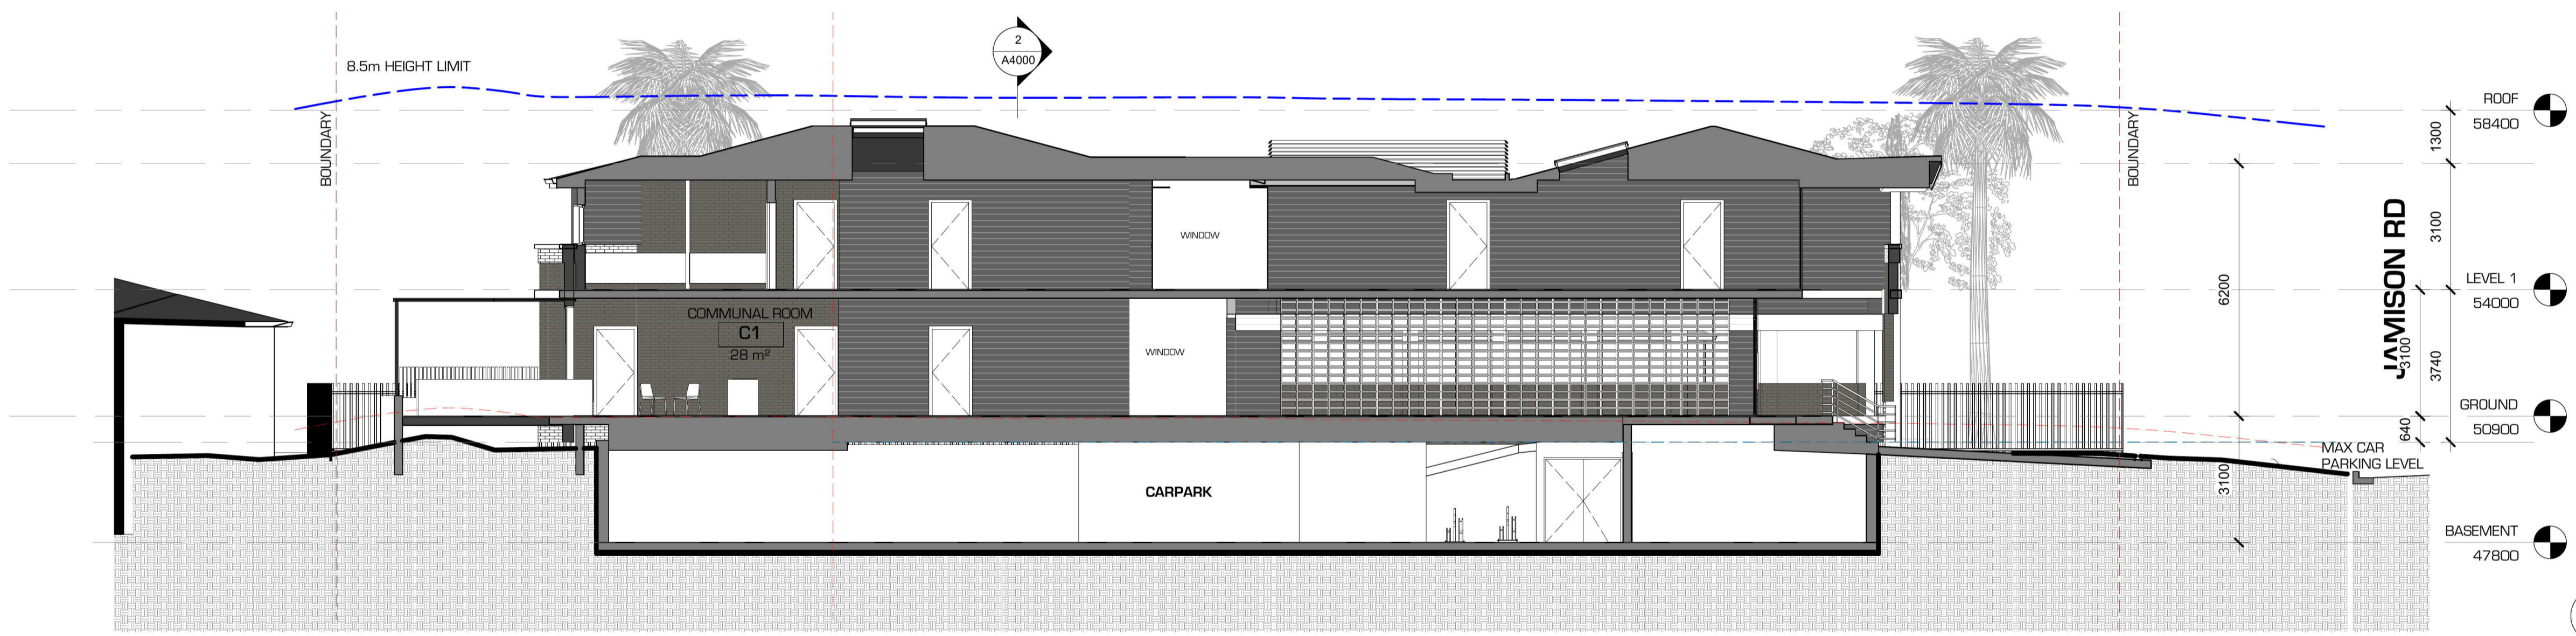 8.5m HEIGHT LIMIT
2
A4000
BOUNDARY
BOUNDARY
ROOF
58400
1300
3100
LEVEL 1
54000
6200
JAMISON RD
3100
3740
GROUND
50900
640
MAX CAR
PARKING LEVEL
3100
BASEMENT
47800
WINDOW
COMMUNAL ROOM
C1
28 m²
WINDOW
CARPARK